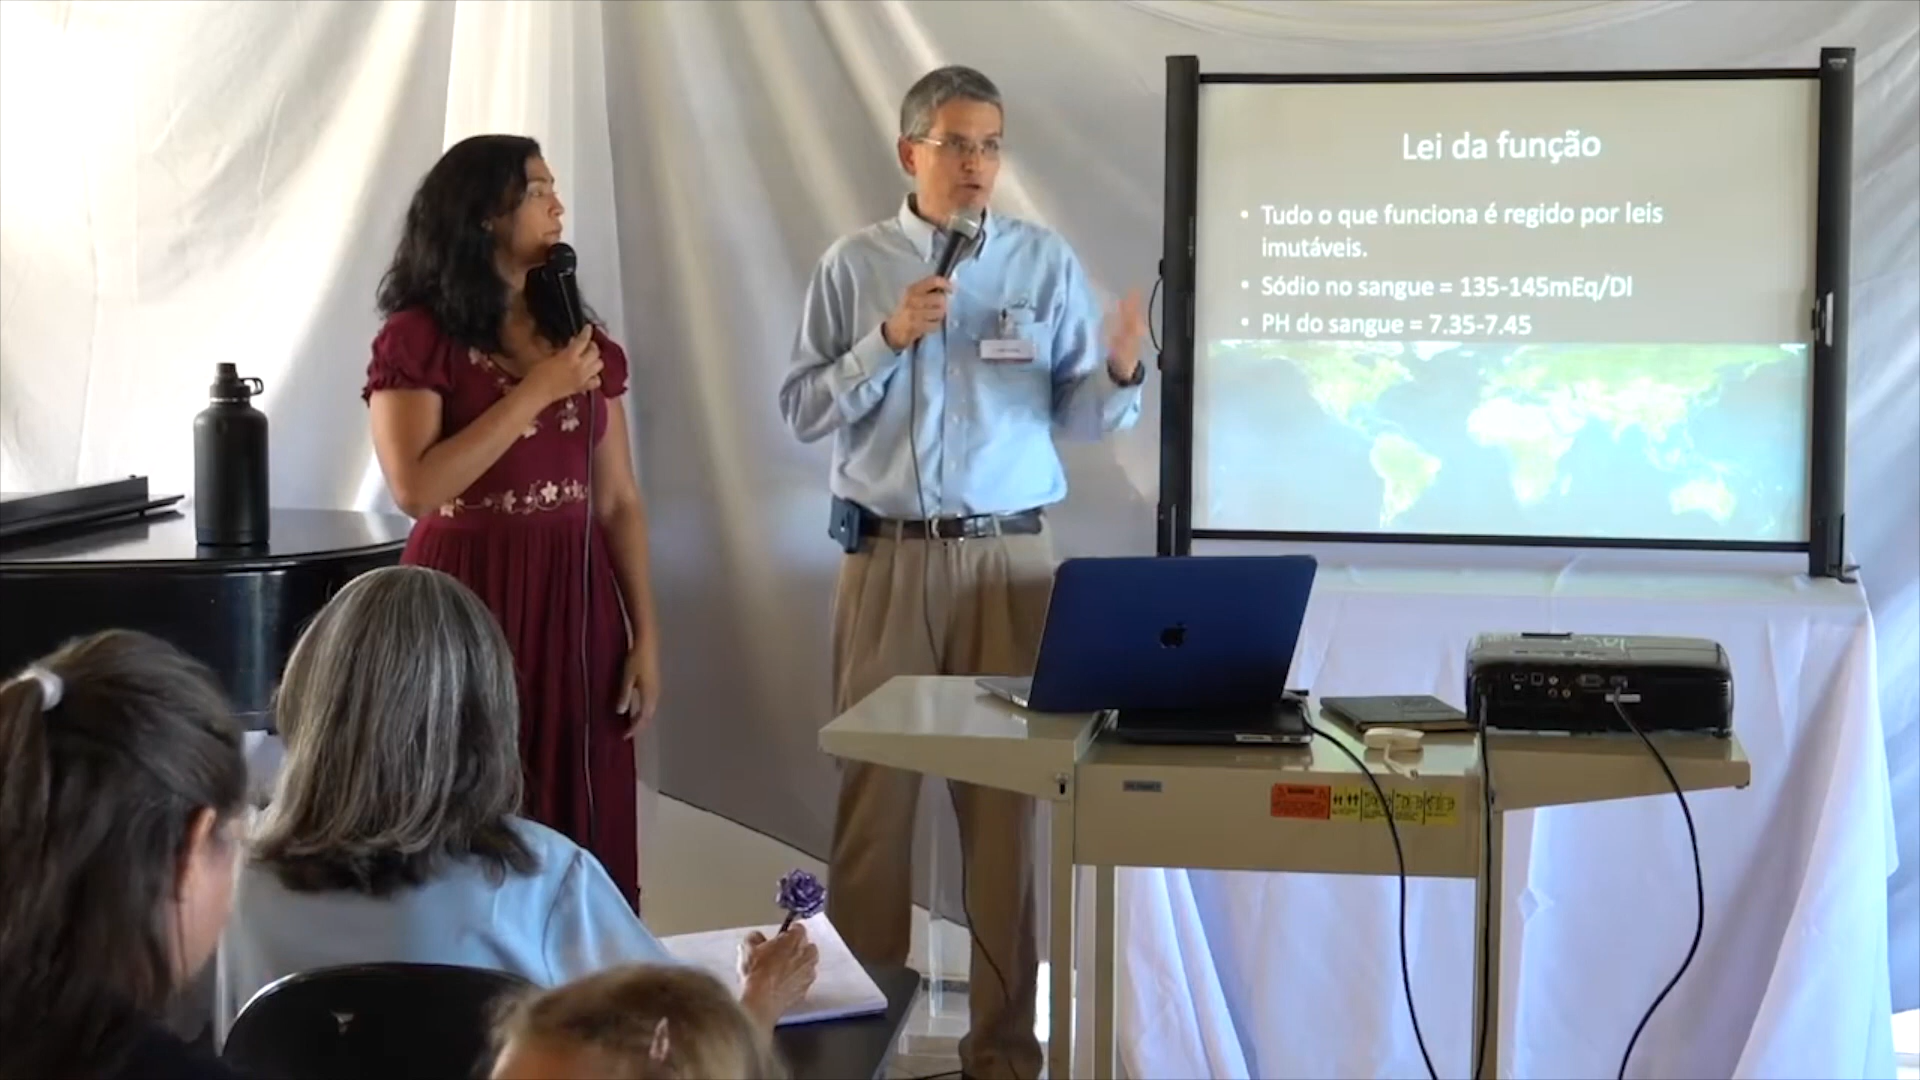 Lei da função
• Tudo o que funciona é regido por leis
imutáveis.
• Sódio no sangue = 135-145mEq/Dl
• PH do sangue = 7.35-7.45